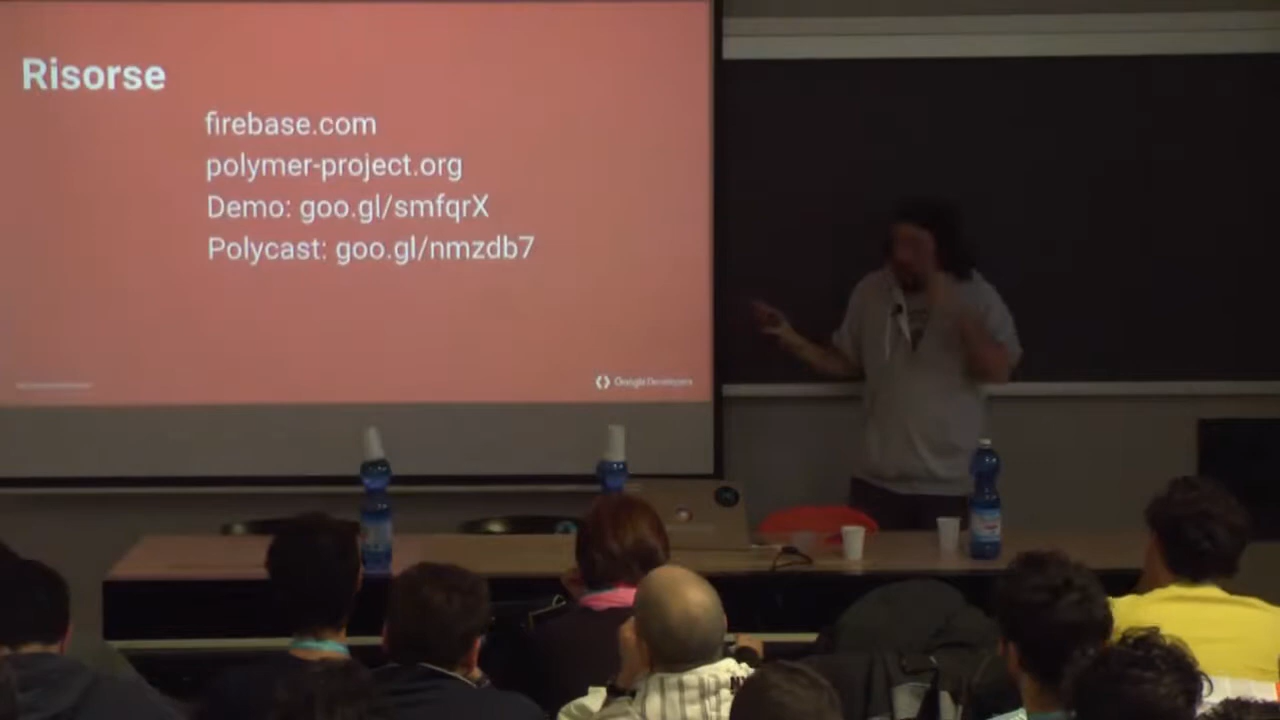 Risorse
firebase.com
polymer-project.org
Demo: goo.gl/smfqrX
Polycast: goo.gl/nmzdb7
Google Developers